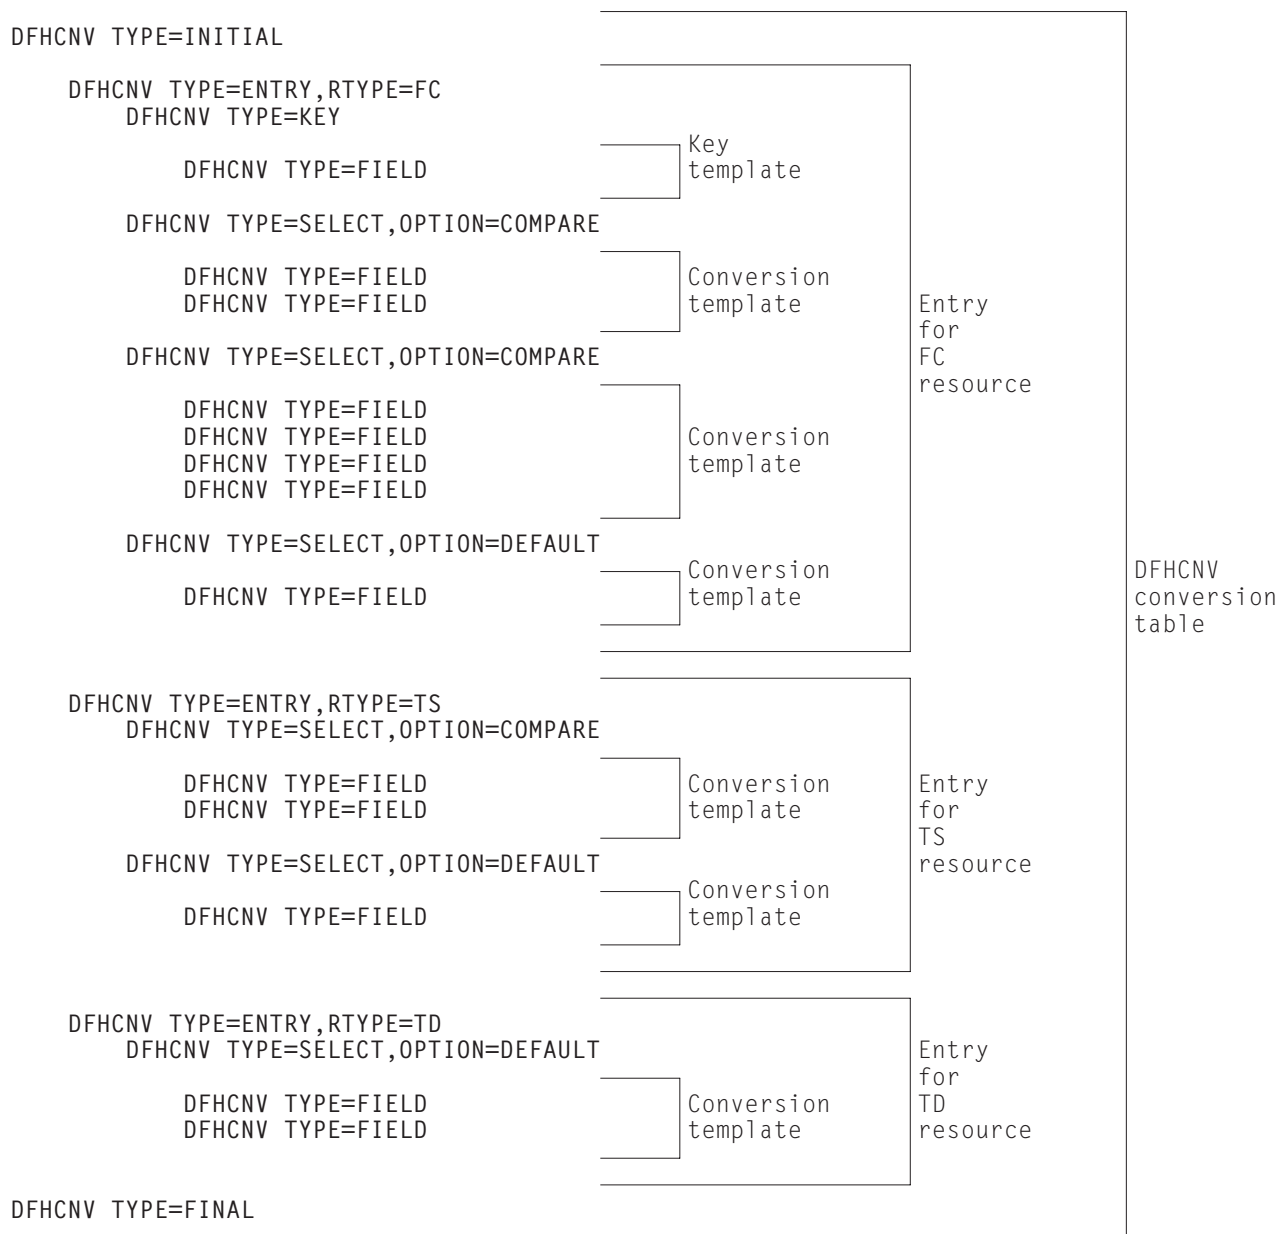 DFHCNV TYPE=INITIAL
DFHCNV TYPE=ENTRY,RTYPE=FC
DFHCNV TYPE=KEY
Key
DFHCNV TYPE=FIELD template
DFHCNV TYPE=SELECT,OPTION=COMPARE
DFHCNV TYPE=FIELD Conversion
DFHCNV TYPE=FIELD template Entry
for
DFHCNV TYPE=SELECT,OPTION=COMPARE FC
resource
DFHCNV TYPE=FIELD
DFHCNV TYPE=FIELD Conversion
DFHCNV TYPE=FIELD template
DFHCNV TYPE=FIELD
DFHCNV TYPE=SELECT,OPTION=DEFAULT
Conversion DFHCNV
DFHCNV TYPE=FIELD template conversion
table
DFHCNV TYPE=ENTRY,RTYPE=TS
DFHCNV TYPE=SELECT,OPTION=COMPARE
DFHCNV TYPE=FIELD Conversion Entry
DFHCNV TYPE=FIELD template for
TS
DFHCNV TYPE=SELECT,OPTION=DEFAULT resource
Conversion
DFHCNV TYPE=FIELD template
DFHCNV TYPE=ENTRY,RTYPE=TD
DFHCNV TYPE=SELECT,OPTION=DEFAULT Entry
for
DFHCNV TYPE=FIELD Conversion TD
DFHCNV TYPE=FIELD template resource
DFHCNV TYPE=FINAL